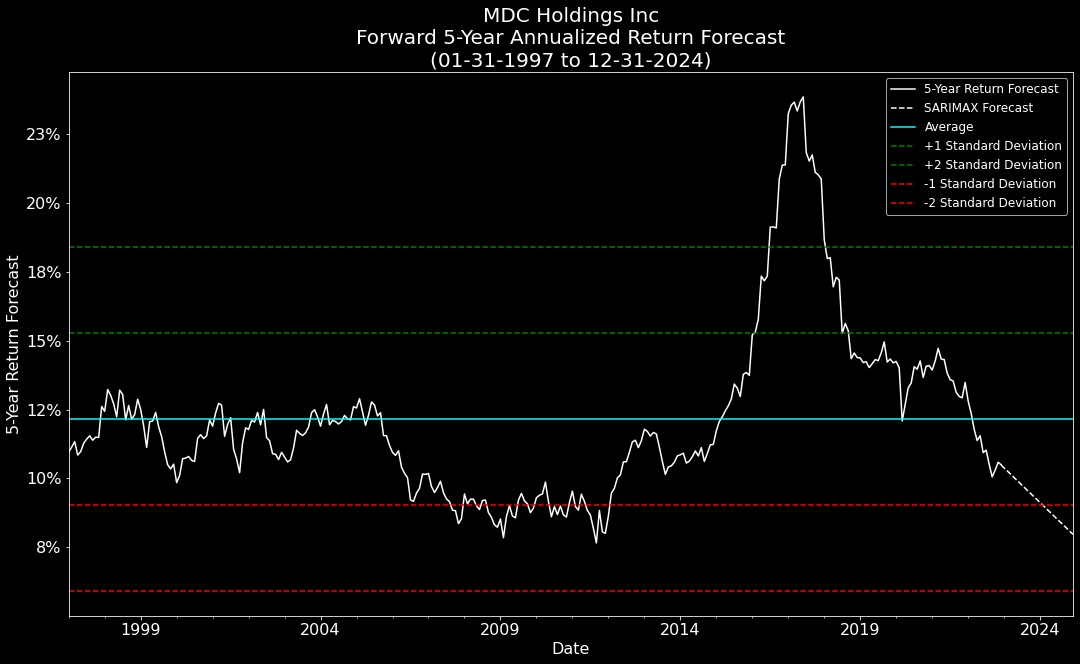 MDC Holdings Inc
Forward 5-Year Annualized Return Forecast
(01-31-1997 to 12-31-2024)
5-Year Return Forecast
SARIMAX Forecast
Average
+1 Standard Deviation
+2 Standard Deviation
-1 Standard Deviation
-2 Standard Deviation
5-Year Return Forecast
23%
20%
18%
15%
12%
10%
8%
1999
2004
2009
2014
2019
2024
Date